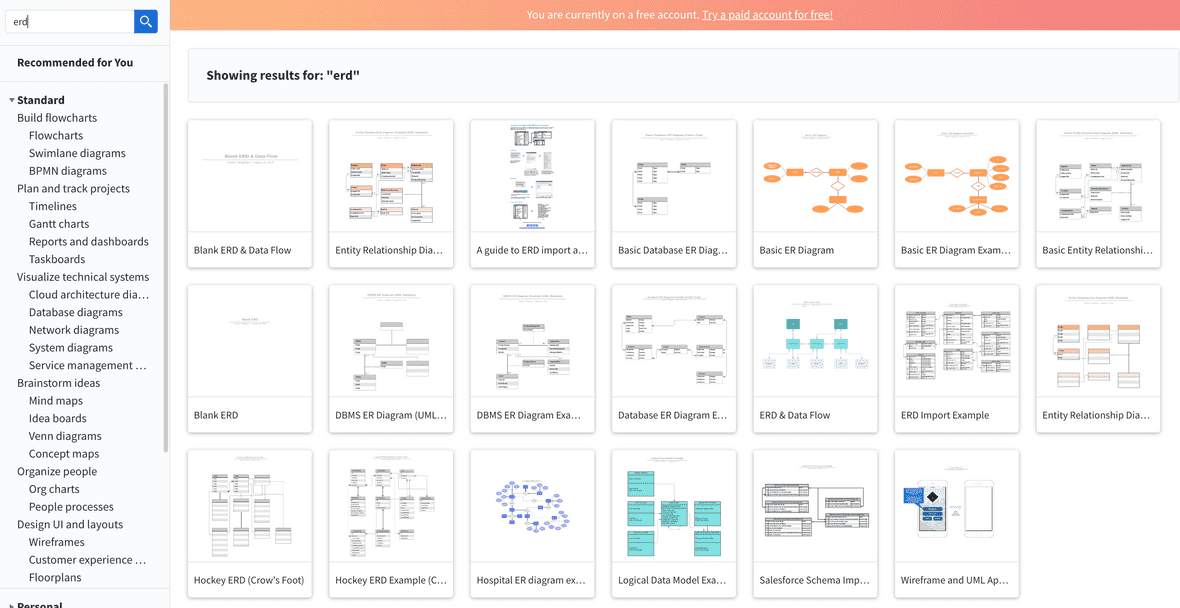 erd
You are currently on a free account. Try a paid account for free!
Recommended for You
Standard
Build flowcharts
Flowcharts
Swimlane diagrams
BPMN diagrams
Plan and track projects
Timelines
Gantt charts
Reports and dashboards
Taskboards
Visualize technical systems
Cloud architecture dia...
Database diagrams
Network diagrams
System diagrams
Service management ...
Brainstorm ideas
Mind maps
Idea boards
Venn diagrams
Concept maps
Organize people
Org charts
People processes
Design UI and layouts
Wireframes
Customer experience ...
Floorplans
Personal
Showing results for: "erd"
Blank ERD & Data Flow
Blank ERD & Data Flow
Entity Relationship Dia...
A guide to ERD import a...
Basic Database ER Diag...
Basic ER Diagram
Basic ER Diagram Exam...
Basic Entity Relationshi...
Blank ERD
Blank ERD
DBMS ER Diagram (UML...
DBMS ER Diagram Exa...
Database ER Diagram E...
ERD & Data Flow
ERD Import Example
Entity Relationship Dia...
Hockey ERD (Crow's Foot)
Hockey ERD Example (C...
Hospital ER diagram ex...
Logical Data Model Exa...
Salesforce Schema Imp...
Wireframe and UML Ap...